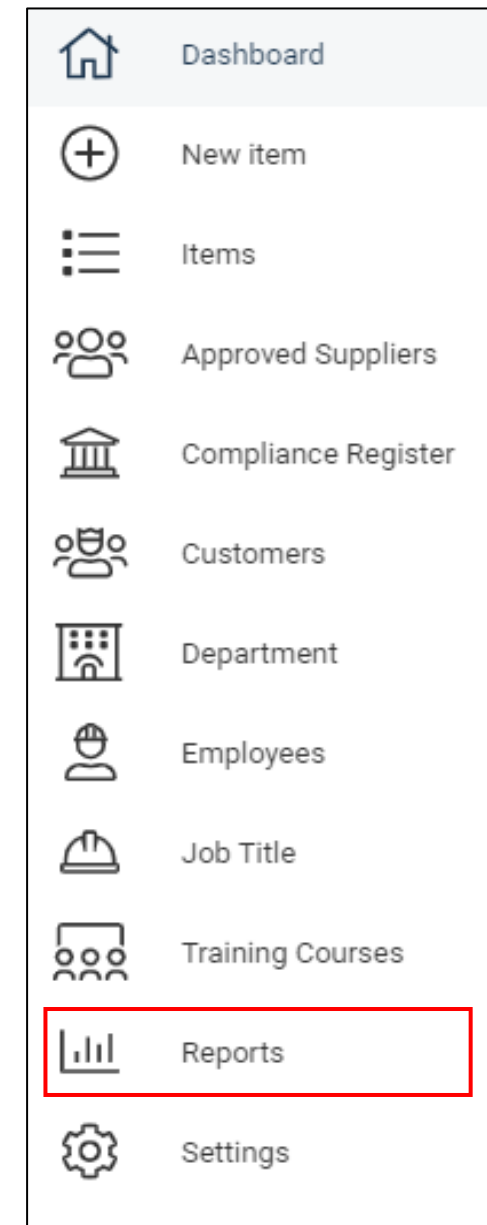 Dashboard
New item
Items
Approved Suppliers
Compliance Register
Customers
Department
Employees
Job Title
Training Courses
Reports
Settings